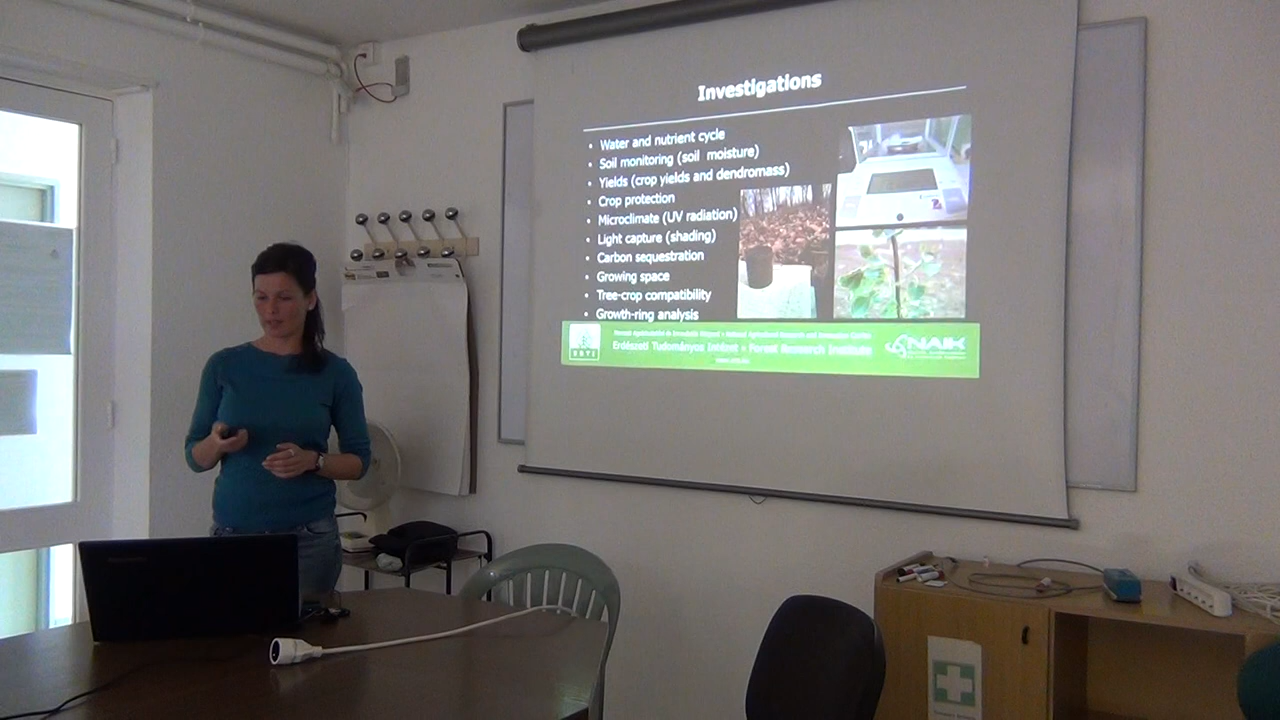 Investigations
• Water and nutrient cycle
• Soil monitoring (soil moisture)
• Yields (crop yields and dendromass)
• Crop protection
• Microclimate (UV radiation)
• Light capture (shading)
• Carbon sequestration
• Growing space
• Tree-crop compatibility
• Growth-ring analysis
Erdészeti Tudományos Intézet - Forest Research Institute
NAIK